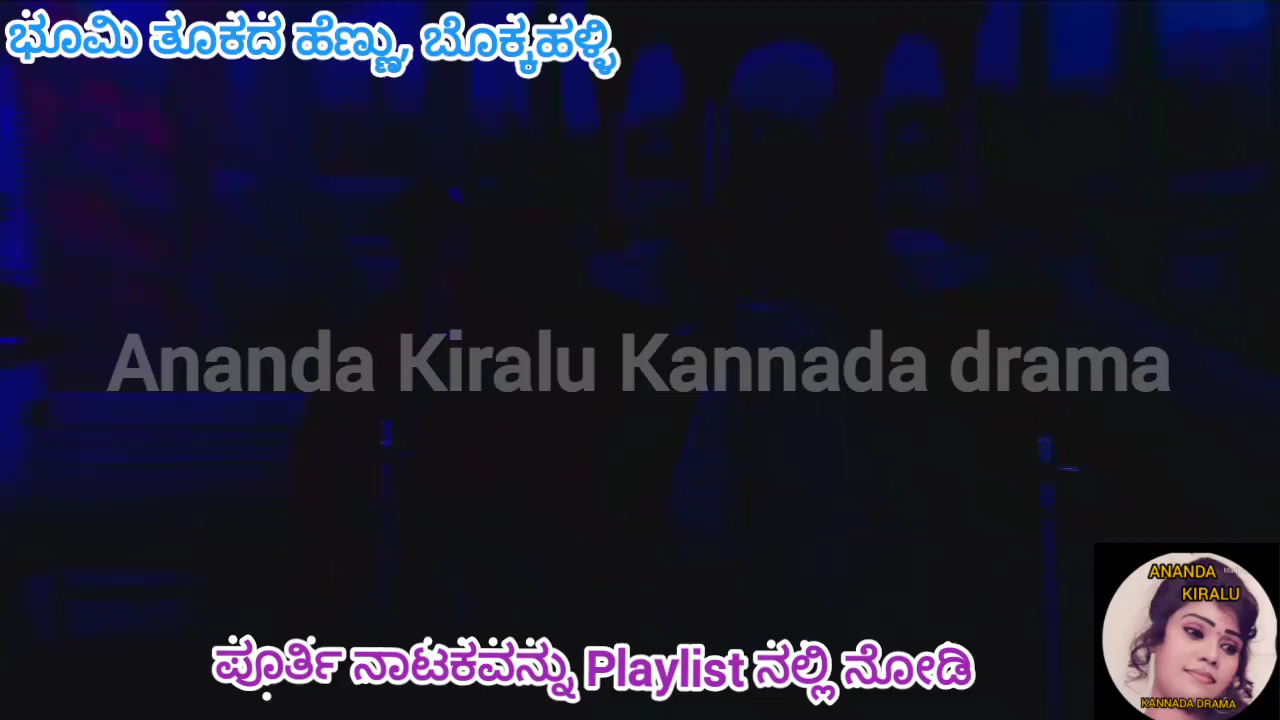 ಭೂಮಿ ತೂಕದ ಹೆಣ್ಣು, ಬೊಕ್ಕಹಳ್ಳಿ
Ananda Kiralu Kannada drama
ANANDA
KIRALU
KANNADA DRAMA
ಪೂರ್ತಿ ನಾಟಕವನ್ನು Playlist ನಲ್ಲಿ ನೋಡಿ